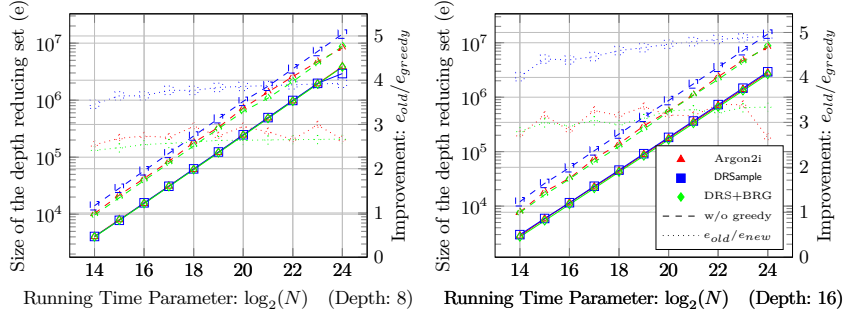 Size of the depth reducing set (e)
10^7
10^6
10^5
10^4
14 16 18 20 22 24
5
4
3
2
1
0
Improvement: e_old/e_greedy
Running Time Parameter: log_2(N) (Depth: 8)
Size of the depth reducing set (e)
10^7
10^6
10^5
10^4
14 16 18 20 22 24
5
4
3
2
1
0
Improvement: e_old/e_greedy
Argon2i
DRSample
DRS+BRG
w/o greedy
e_old/e_new
Running Time Parameter: log_2(N) (Depth: 16)